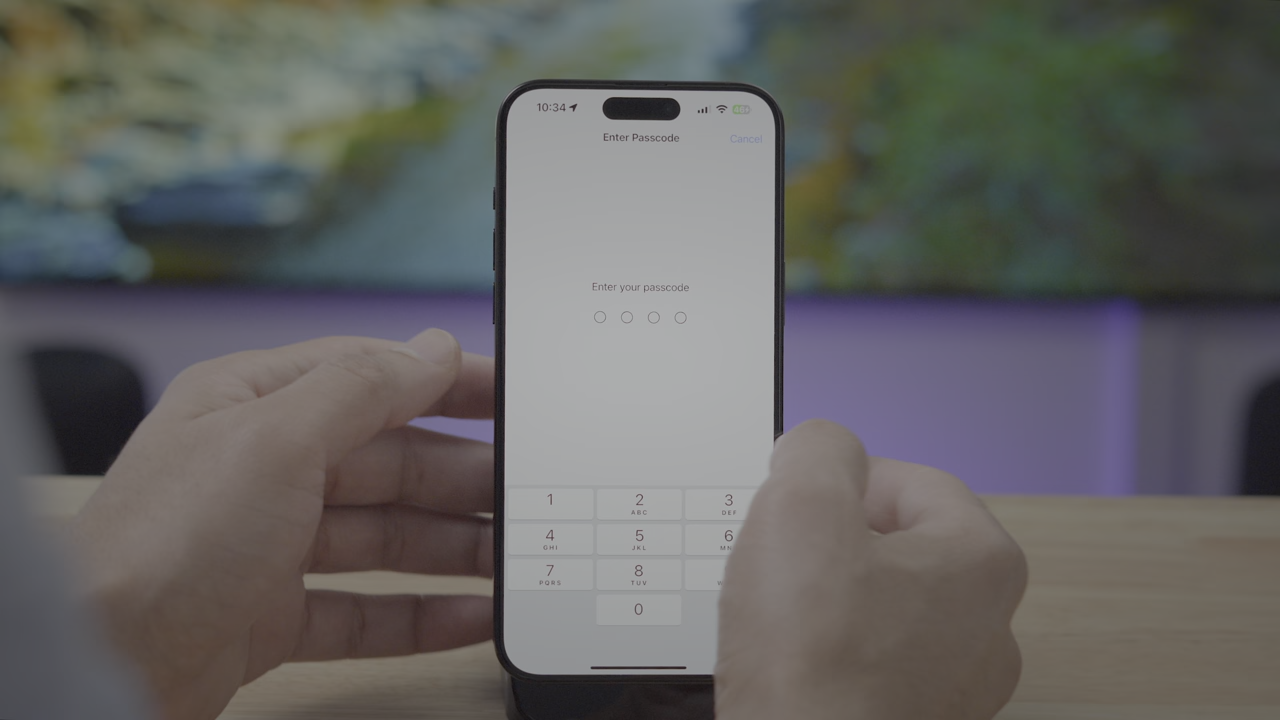 10:34
Enter Passcode
Cancel
Enter your passcode
1
2 3
ABC DEF
4 5 6
GHI JKL
7 8
PQRS TUV
0